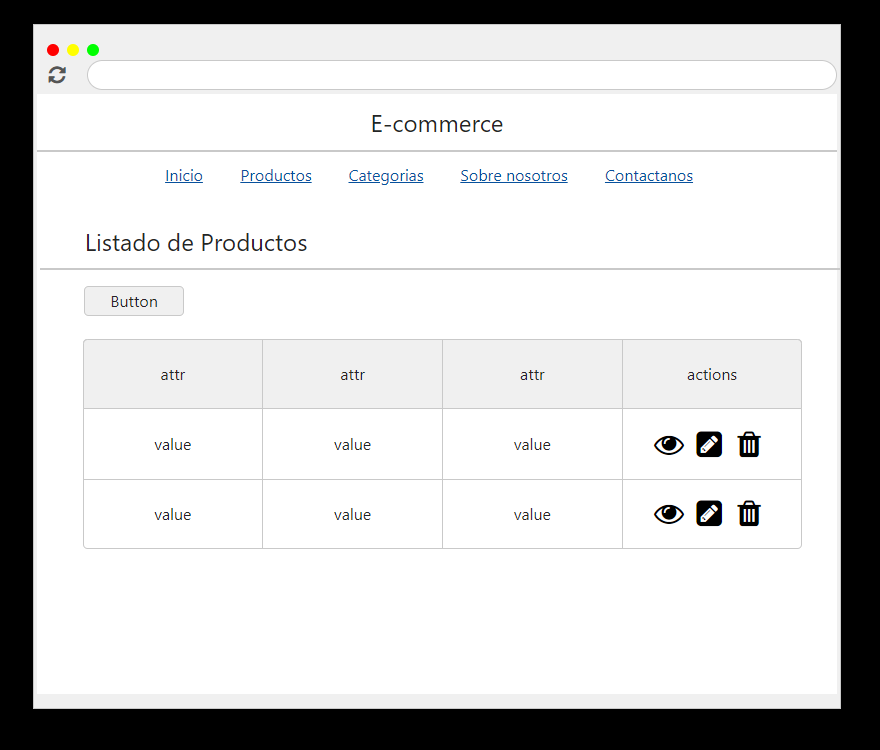 E-commerce
Inicio Productos Categorias Sobre nosotros Contactanos
Listado de Productos
Button
attr attr attr actions
value value value
value value value